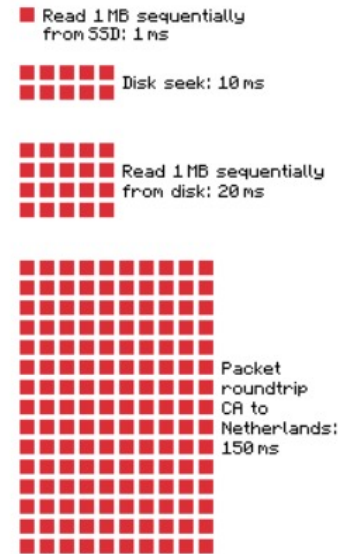 Read 1 MB sequentially
from SSD: 1 ms
Disk seek: 10 ms
Read 1 MB sequentially
from disk: 20 ms
Packet
roundtrip
CA to
Netherlands:
150 ms